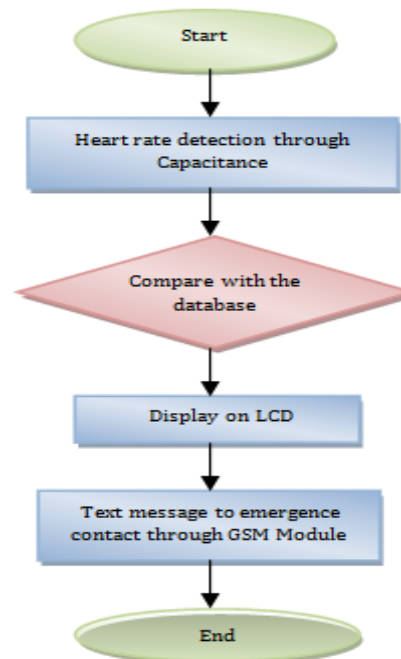 Start
Heart rate detection through
Capacitance
Compare with the
database
Display on LCD
Text message to emergence
contact through GSM Module
End